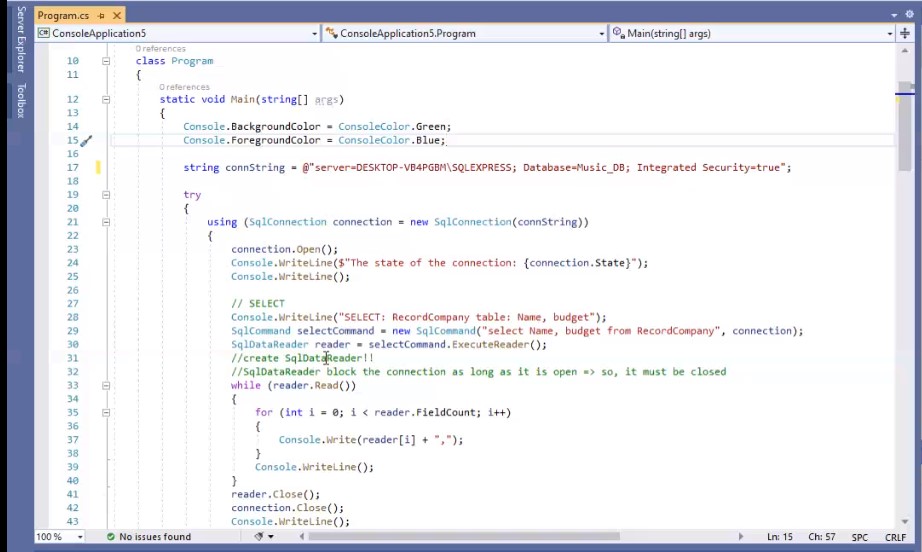 Server Explorer
Toolbox
Program.cs
ConsoleApplication5
ConsoleApplication5.Program
Main(string[] args)
0 references
10 class Program
11 {
0 references
12 static void Main(string[] args)
13 {
14 Console.BackgroundColor = ConsoleColor.Green;
15 Console.ForegroundColor = ConsoleColor.Blue;
16
17 string connString = @"server=DESKTOP-VB4PGBM\SQLEXPRESS; Database=Music_DB; Integrated Security=true";
18
19 try
20 {
21 using (SqlConnection connection = new SqlConnection(connString))
22 {
23 connection.Open();
24 Console.WriteLine($"The state of the connection: {connection.State}");
25 Console.WriteLine();
26
27 // SELECT
28 Console.WriteLine("SELECT: RecordCompany table: Name, budget");
29 SqlCommand selectCommand = new SqlCommand("select Name, budget from RecordCompany", connection);
30 SqlDataReader reader = selectCommand.ExecuteReader();
31 //create SqlDataReader!!
32 //SqlDataReader block the connection as long as it is open => so, it must be closed
33 while (reader.Read())
34 {
35 for (int i = 0; i < reader.FieldCount; i++)
36 {
37 Console.Write(reader[i] + ",");
38 }
39 Console.WriteLine();
40 }
41 reader.Close();
42 connection.Close();
43 Console.WriteLine();
100 %
No issues found
Ln: 15
Ch: 57
SPC
CRLF